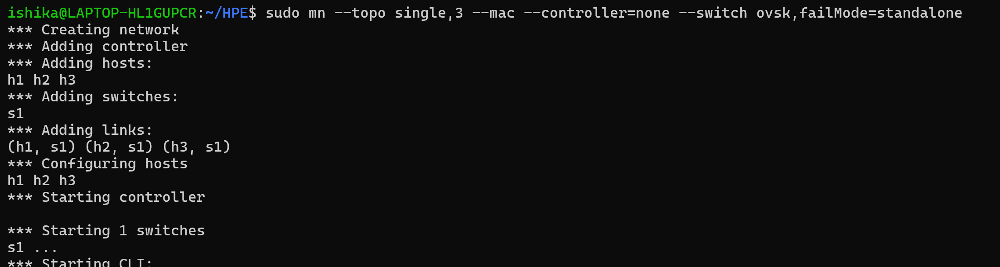 ishika@LAPTOP-HL1GUPCR:~/HPE$ sudo mn --topo single,3 --mac --controller=none --switch ovsk,failMode=standalone
*** Creating network
*** Adding controller
*** Adding hosts:
h1 h2 h3
*** Adding switches:
s1
*** Adding links:
(h1, s1) (h2, s1) (h3, s1)
*** Configuring hosts
h1 h2 h3
*** Starting controller

*** Starting 1 switches
s1 ...
*** Starting CLI: